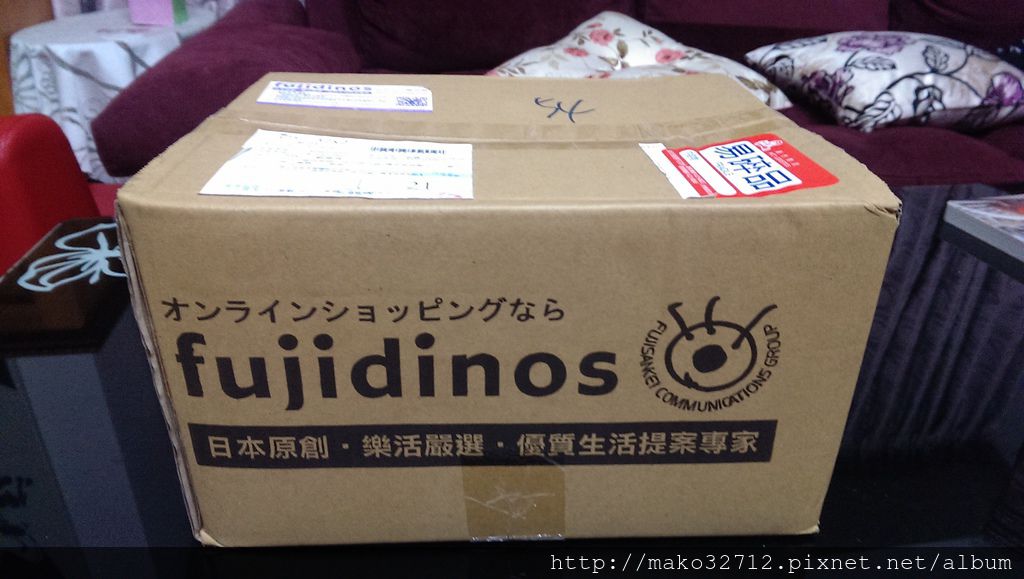 fujidinos
易碎品
21
オンラインショッピングなら
fujidinos
FUJISANKEI COMMUNICATIONS GROUP
日本原創・樂活嚴選・優質生活提案專家
http://mako32712.pixnet.net/album